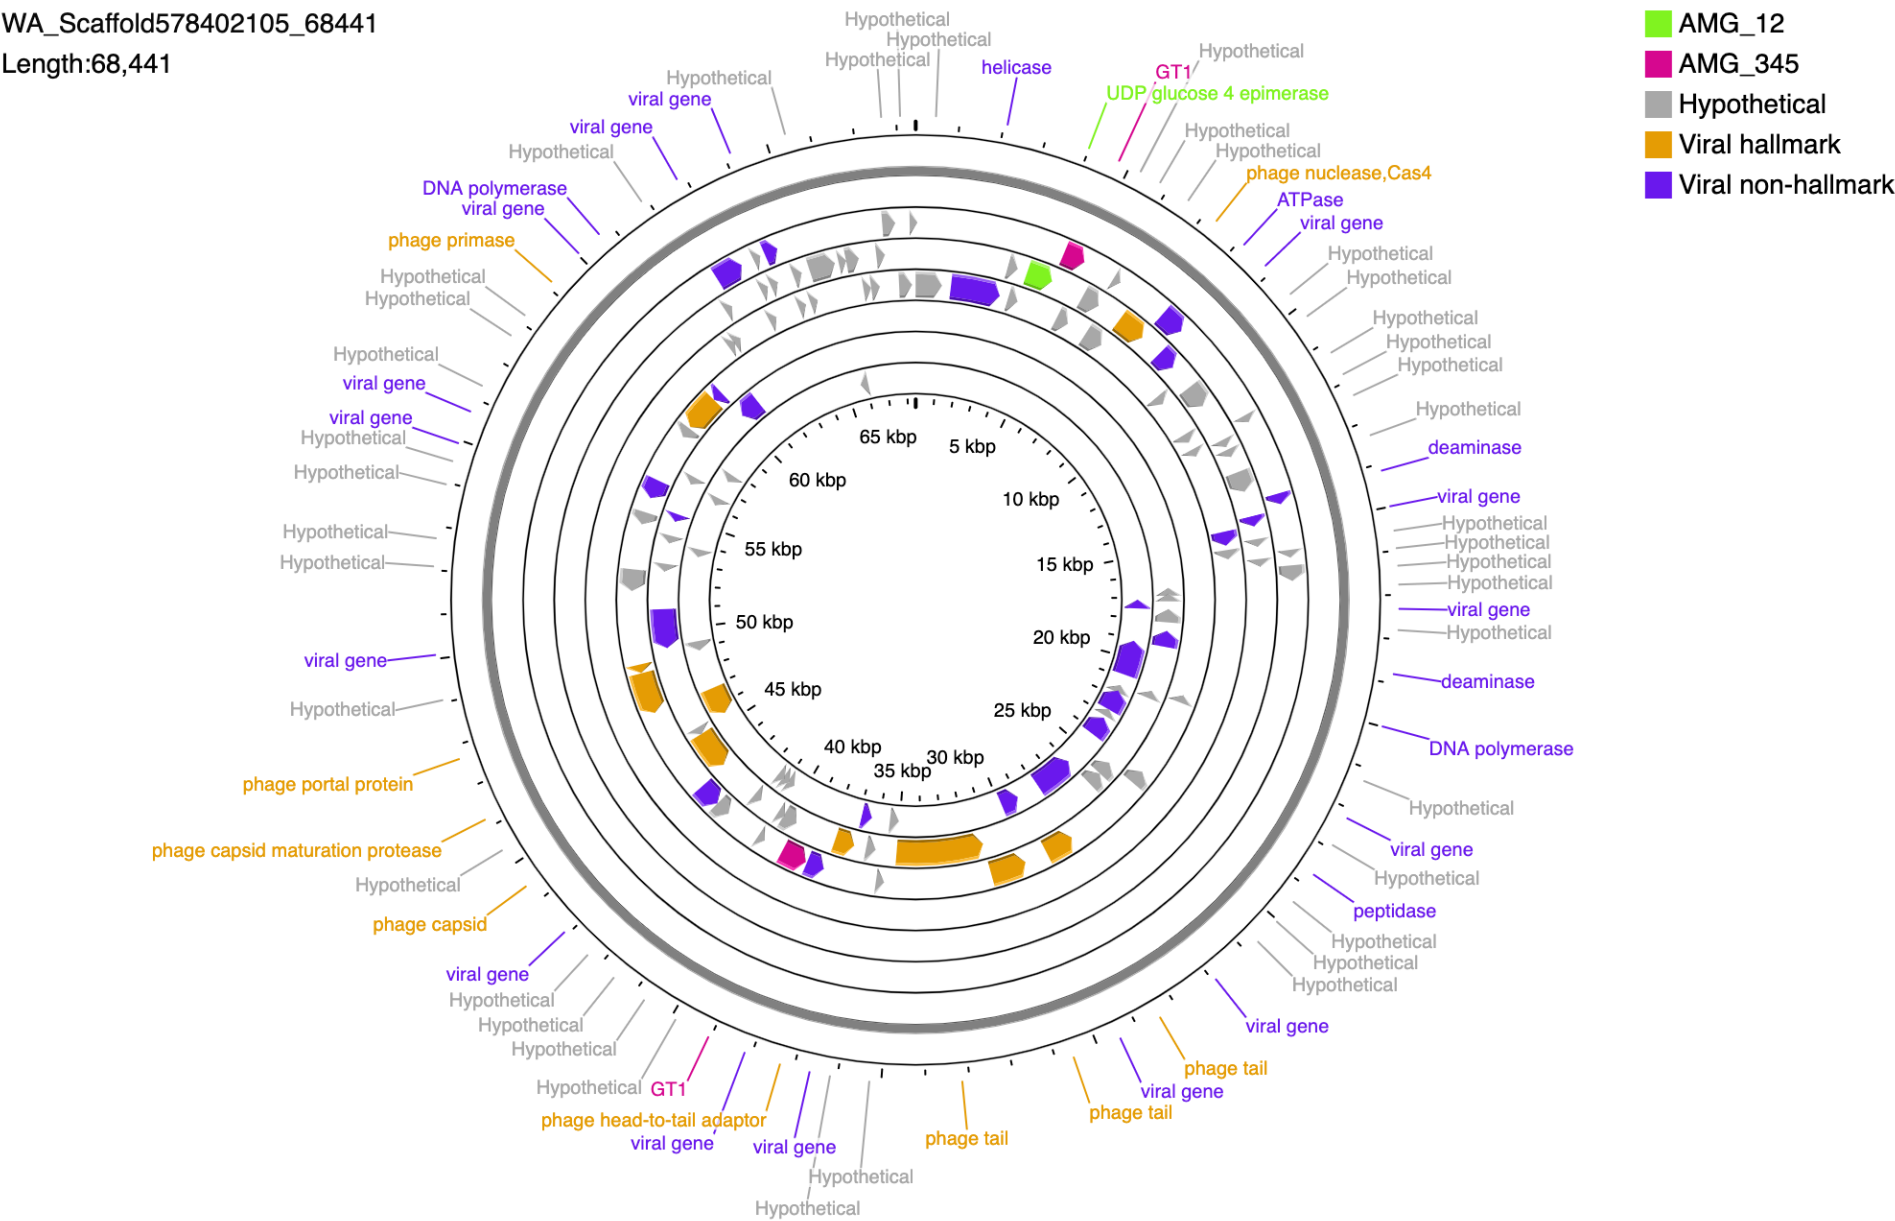 WA_Scaffold578402105_68441
Length:68,441
AMG_12
AMG_345
Hypothetical
Viral hallmark
Viral non-hallmark
Hypothetical
Hypothetical
Hypothetical
helicase
UDP glucose 4 epimerase
GT1
Hypothetical
Hypothetical
Hypothetical
phage nuclease,Cas4
ATPase
viral gene
Hypothetical
Hypothetical
Hypothetical
Hypothetical
Hypothetical
Hypothetical
deaminase
viral gene
Hypothetical
Hypothetical
Hypothetical
Hypothetical
viral gene
Hypothetical
deaminase
DNA polymerase
Hypothetical
viral gene
Hypothetical
peptidase
Hypothetical
Hypothetical
Hypothetical
viral gene
phage tail
viral gene
phage tail
phage tail
Hypothetical
Hypothetical
viral gene
phage head-to-tail adaptor
viral gene
GT1
Hypothetical
Hypothetical
Hypothetical
Hypothetical
viral gene
phage capsid
Hypothetical
phage capsid maturation protease
phage portal protein
Hypothetical
viral gene
Hypothetical
Hypothetical
Hypothetical
Hypothetical
viral gene
viral gene
Hypothetical
Hypothetical
Hypothetical
phage primase
viral gene
DNA polymerase
Hypothetical
viral gene
viral gene
Hypothetical
5 kbp
10 kbp
15 kbp
20 kbp
25 kbp
30 kbp
35 kbp
40 kbp
45 kbp
50 kbp
55 kbp
60 kbp
65 kbp